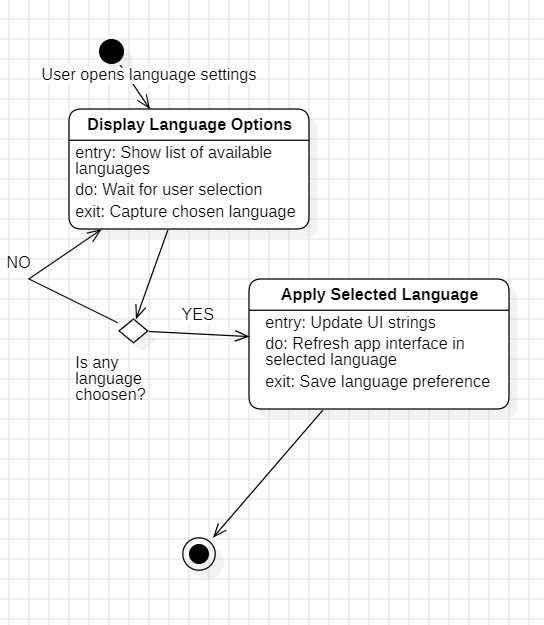 User opens language settings
Display Language Options
entry: Show list of available
languages
do: Wait for user selection
exit: Capture chosen language
NO
YES
Is any
language
choosen?
Apply Selected Language
entry: Update UI strings
do: Refresh app interface in
selected language
exit: Save language preference